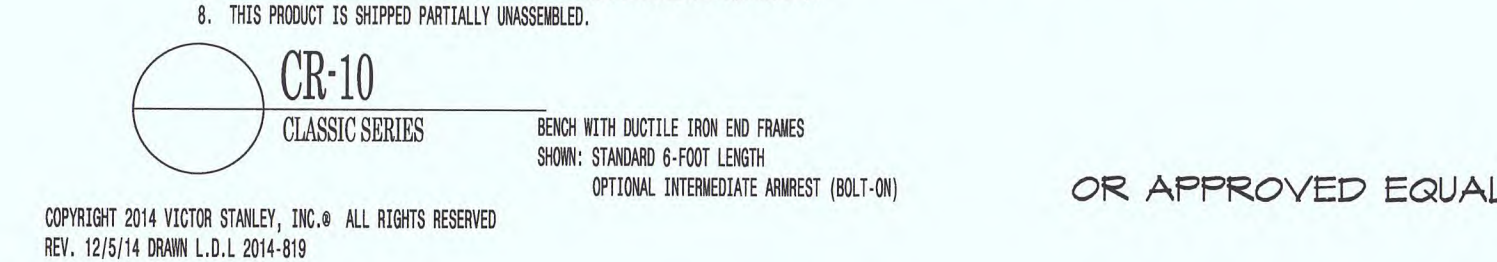 8. THIS PRODUCT IS SHIPPED PARTIALLY UNASSEMBLED.
CR-10
CLASSIC SERIES
BENCH WITH DUCTILE IRON END FRAMES
SHOWN: STANDARD 6-FOOT LENGTH
OPTIONAL INTERMEDIATE ARMREST (BOLT-ON)
OR APPROVED EQUAL
COPYRIGHT 2014 VICTOR STANLEY, INC.® ALL RIGHTS RESERVED
REV. 12/5/14 DRAWN L.D.L 2014-819